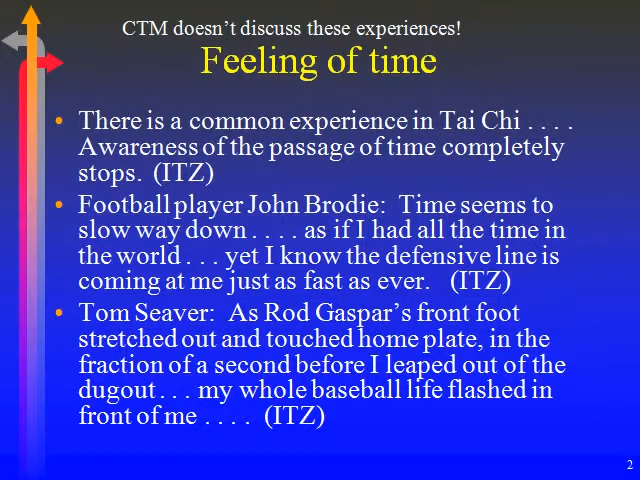 CTM doesn't discuss these experiences!
Feeling of time
• There is a common experience in Tai Chi . . . .
Awareness of the passage of time completely
stops. (ITZ)
• Football player John Brodie: Time seems to
slow way down . . . . as if I had all the time in
the world . . . yet I know the defensive line is
coming at me just as fast as ever. (ITZ)
• Tom Seaver: As Rod Gaspar's front foot
stretched out and touched home plate, in the
fraction of a second before I leaped out of the
dugout . . . my whole baseball life flashed in
front of me . . . . (ITZ)
2